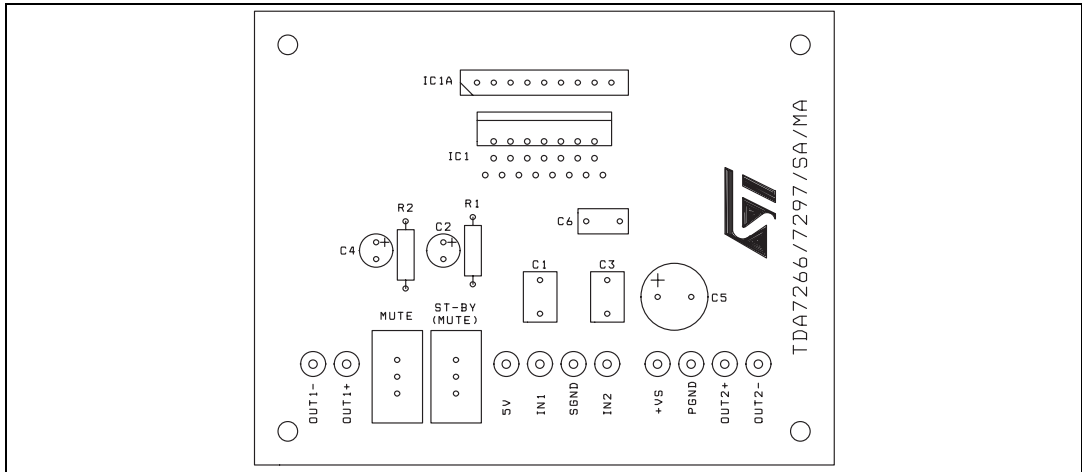 IC1A
IC1
R2
R1
C4
C2
C6
C1
C3
C5
MUTE
ST-BY
(MUTE)
OUT1-
OUT1+
5V
IN1
SGND
IN2
+VS
PGND
OUT2+
OUT2-
ST
TDA7266/7297/SA/MA